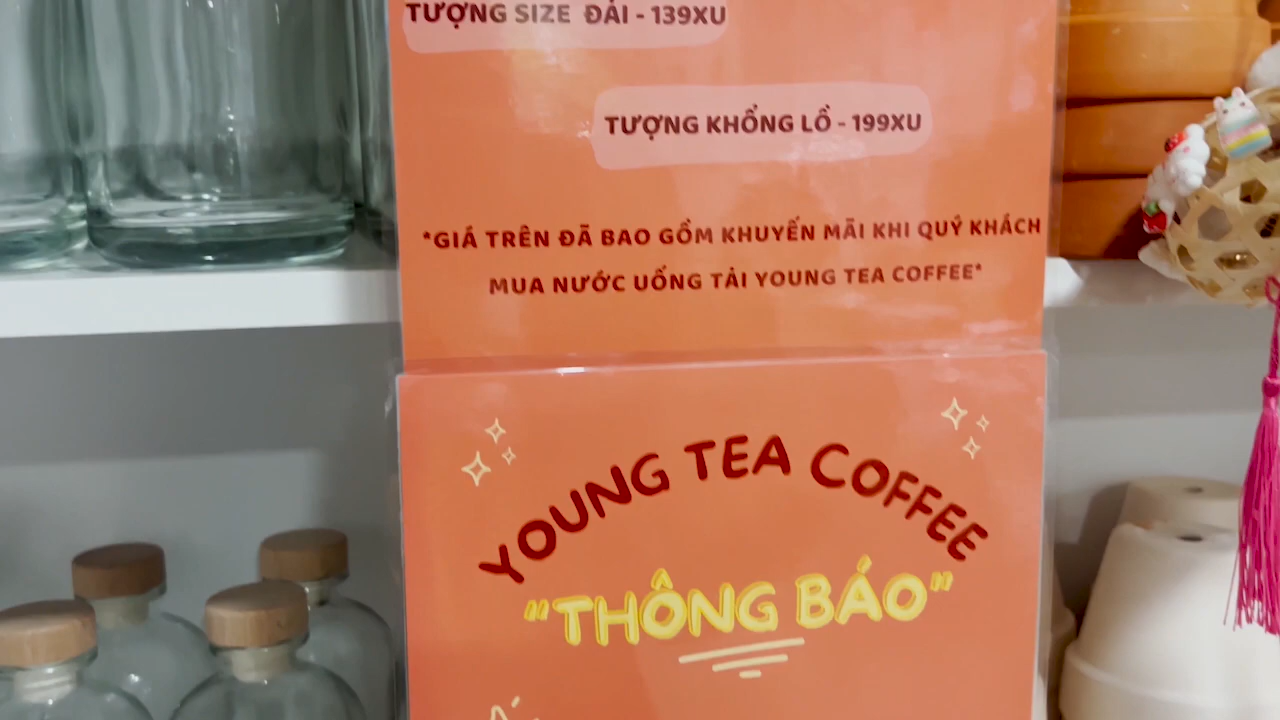 TƯỢNG SIZE ĐẠI - 139XU
TƯỢNG KHỔNG LỒ - 199XU
*GIÁ TRÊN ĐÃ BAO GỒM KHUYẾN MÃI KHI QUÝ KHÁCH
MUA NƯỚC UỐNG TẠI YOUNG TEA COFFEE*
YOUNG TEA COFFEE
"THÔNG BÁO"